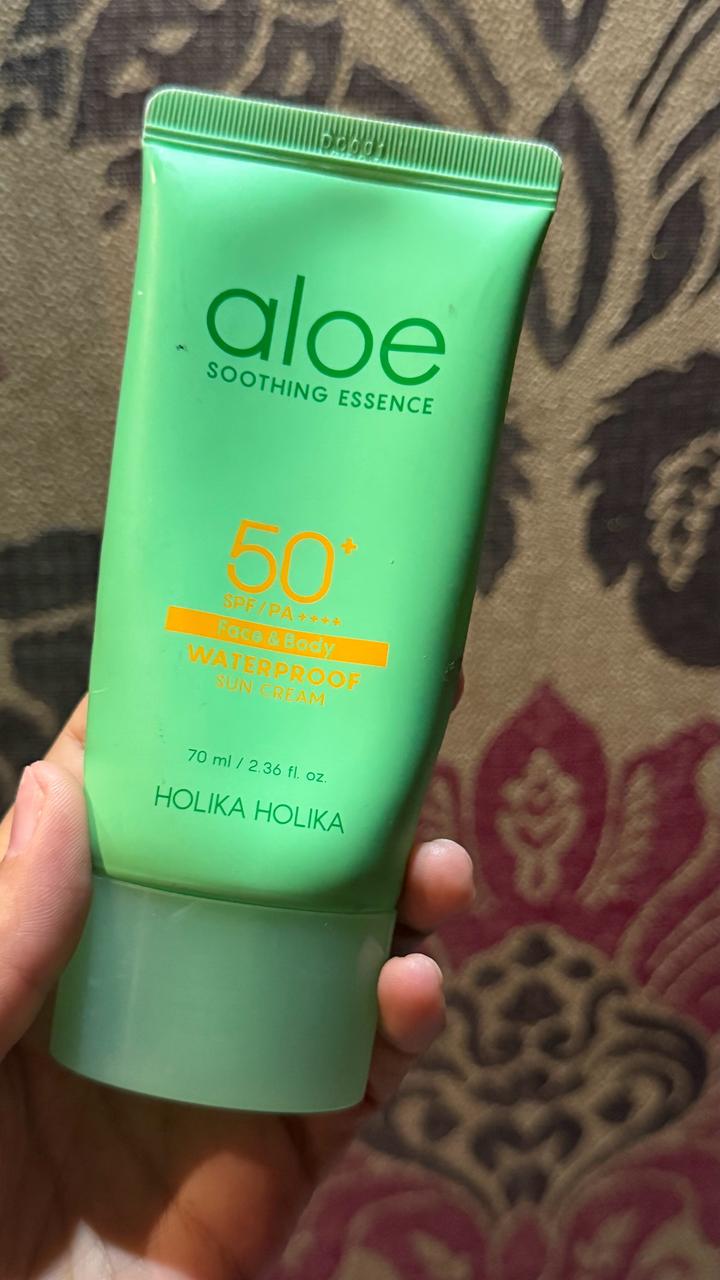 aloe
SOOTHING ESSENCE
50+
SPF/PA++++
Face & Body
WATERPROOF
SUN CREAM
70 ml / 2.36 fl. oz.
HOLIKA HOLIKA